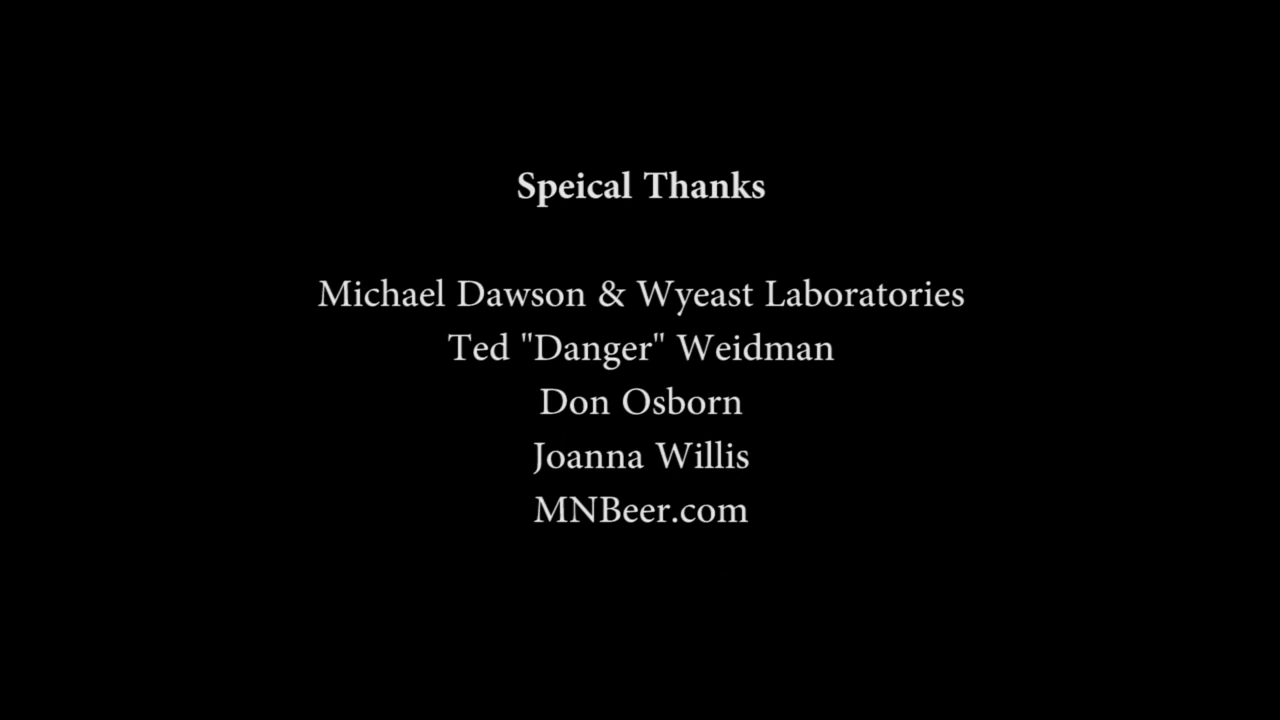 Speical Thanks
Michael Dawson & Wyeast Laboratories
Ted "Danger" Weidman
Don Osborn
Joanna Willis
MNBeer.com